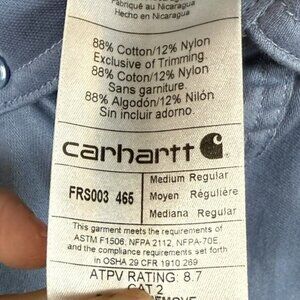 Fabriqué au Nicaragua
Hecho en Nicaragua
88% Cotton/12% Nylon
Exclusive of Trimming.
88% Coton/12% Nylon
Sans garniture.
88% Algodón/12% Nilón
Sin incluir adorno.
carhartt
FRS003 465
Medium Regular
Moyen Régulière
Mediana Regular
This garment meets the requirements of
ASTM F1506, NFPA 2112, NFPA-70E,
and the compliance requirements set forth
in OSHA 29 CFR 1910.269
ATPV RATING: 8.7
CAT 2
REMOVE